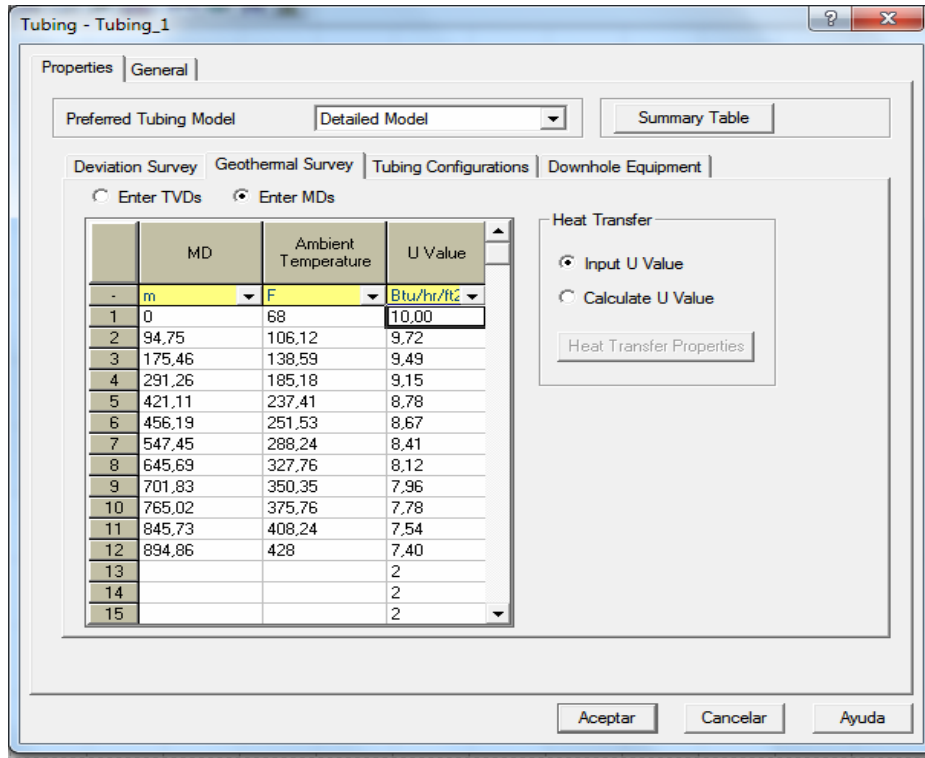 Tubing - Tubing_1
Properties General
Preferred Tubing Model Detailed Model Summary Table
Deviation Survey Geothermal Survey Tubing Configurations Downhole Equipment
Enter TVDs Enter MDs
Heat Transfer
Input U Value
Calculate U Value
Heat Transfer Properties
MD Ambient Temperature U Value
- m F Btu/hr/ft2
1 0 68 10,00
2 94,75 106,12 9,72
3 175,46 138,59 9,49
4 291,26 185,18 9,15
5 421,11 237,41 8,78
6 456,19 251,53 8,67
7 547,45 288,24 8,41
8 645,69 327,76 8,12
9 701,83 350,35 7,96
10 765,02 375,76 7,78
11 845,73 408,24 7,54
12 894,86 428 7,40
13 2
14 2
15 2
Aceptar Cancelar Ayuda